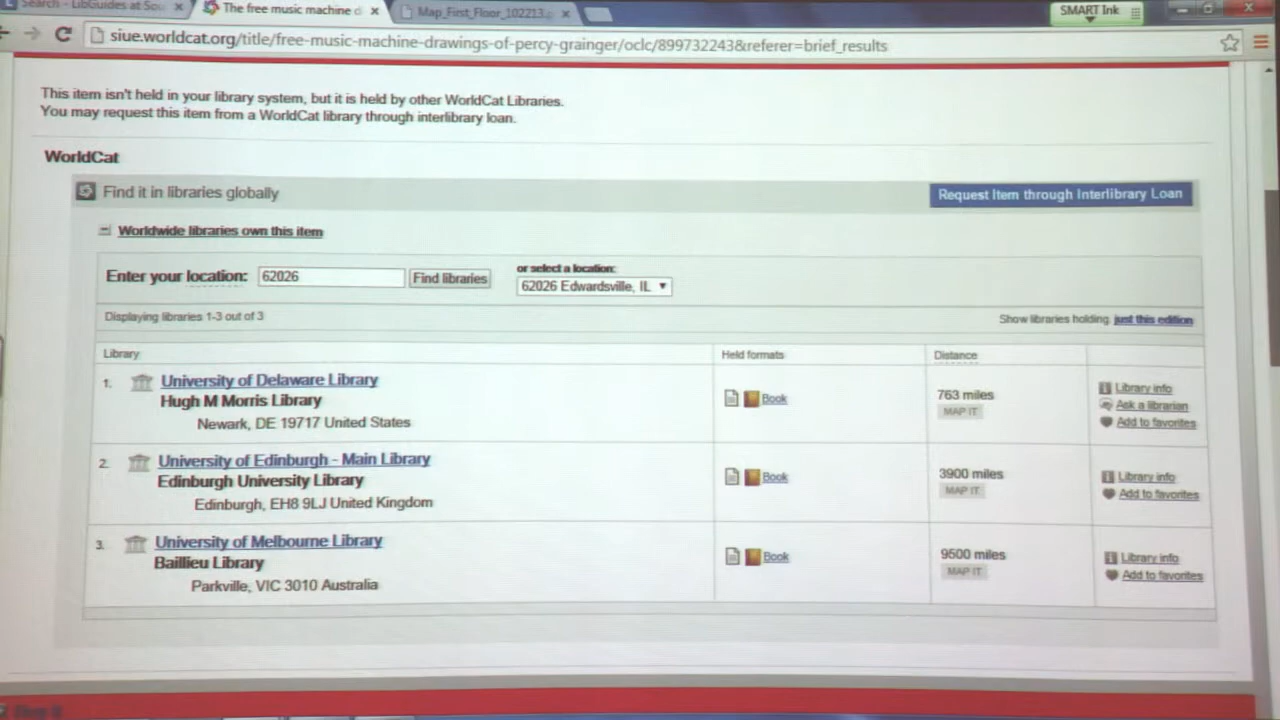 Search - LibGuides at Sou
The free music machine d
Map_First_Floor_102213.p
SMART Ink
siue.worldcat.org/title/free-music-machine-drawings-of-percy-grainger/oclc/899732243&referer=brief_results
This item isn't held in your library system, but it is held by other WorldCat Libraries.
You may request this item from a WorldCat library through interlibrary loan.
WorldCat
Find it in libraries globally
Request Item through Interlibrary Loan
Worldwide libraries own this item
Enter your location: 62026 Find libraries
or select a location:
62026 Edwardsville, IL
Displaying libraries 1-3 out of 3
Show libraries holding just this edition
Library Held formats Distance
1. University of Delaware Library
Hugh M Morris Library
Newark, DE 19717 United States
Book
763 miles
MAP IT
Library info
Ask a librarian
Add to favorites
2. University of Edinburgh - Main Library
Edinburgh University Library
Edinburgh, EH8 9LJ United Kingdom
Book
3900 miles
MAP IT
Library info
Add to favorites
3. University of Melbourne Library
Baillieu Library
Parkville, VIC 3010 Australia
Book
9500 miles
MAP IT
Library info
Add to favorites